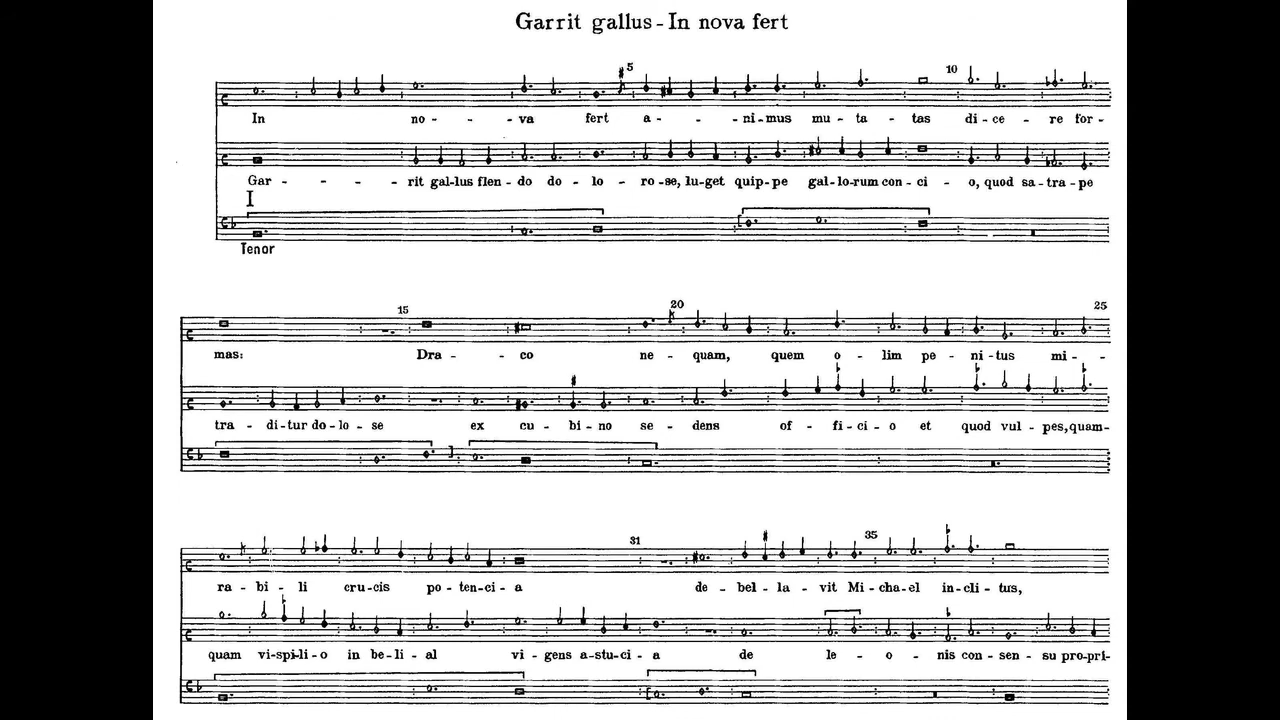 Garrit gallus - In nova fert
5
10
In no - - - va fert a - - - ni - mus mu - ta - tas di - ce - re for -
Gar - - - - rit gal - lus flen - do do - lo - ro - se, lu - get quip - pe gal - lo - rum con - ci - o, quod sa - tra - pe
I
Tenor
15
20
25
mas: Dra - - co ne - quam, quem o - lim pe - ni - tus mi - -
tra - di - tur do - lo - se ex cu - bi - no se - dens of - fi - ci - o et quod vul - pes, quam -
31
35
ra - bi - li cru - cis po - ten - ci - a de - bel - la - vit Mi - cha - el in - cli - tus,
quam vi - spi - li - o in be - li - al vi - gens a - stu - ci - a de le - o - nis con - sen - su pro - pri -